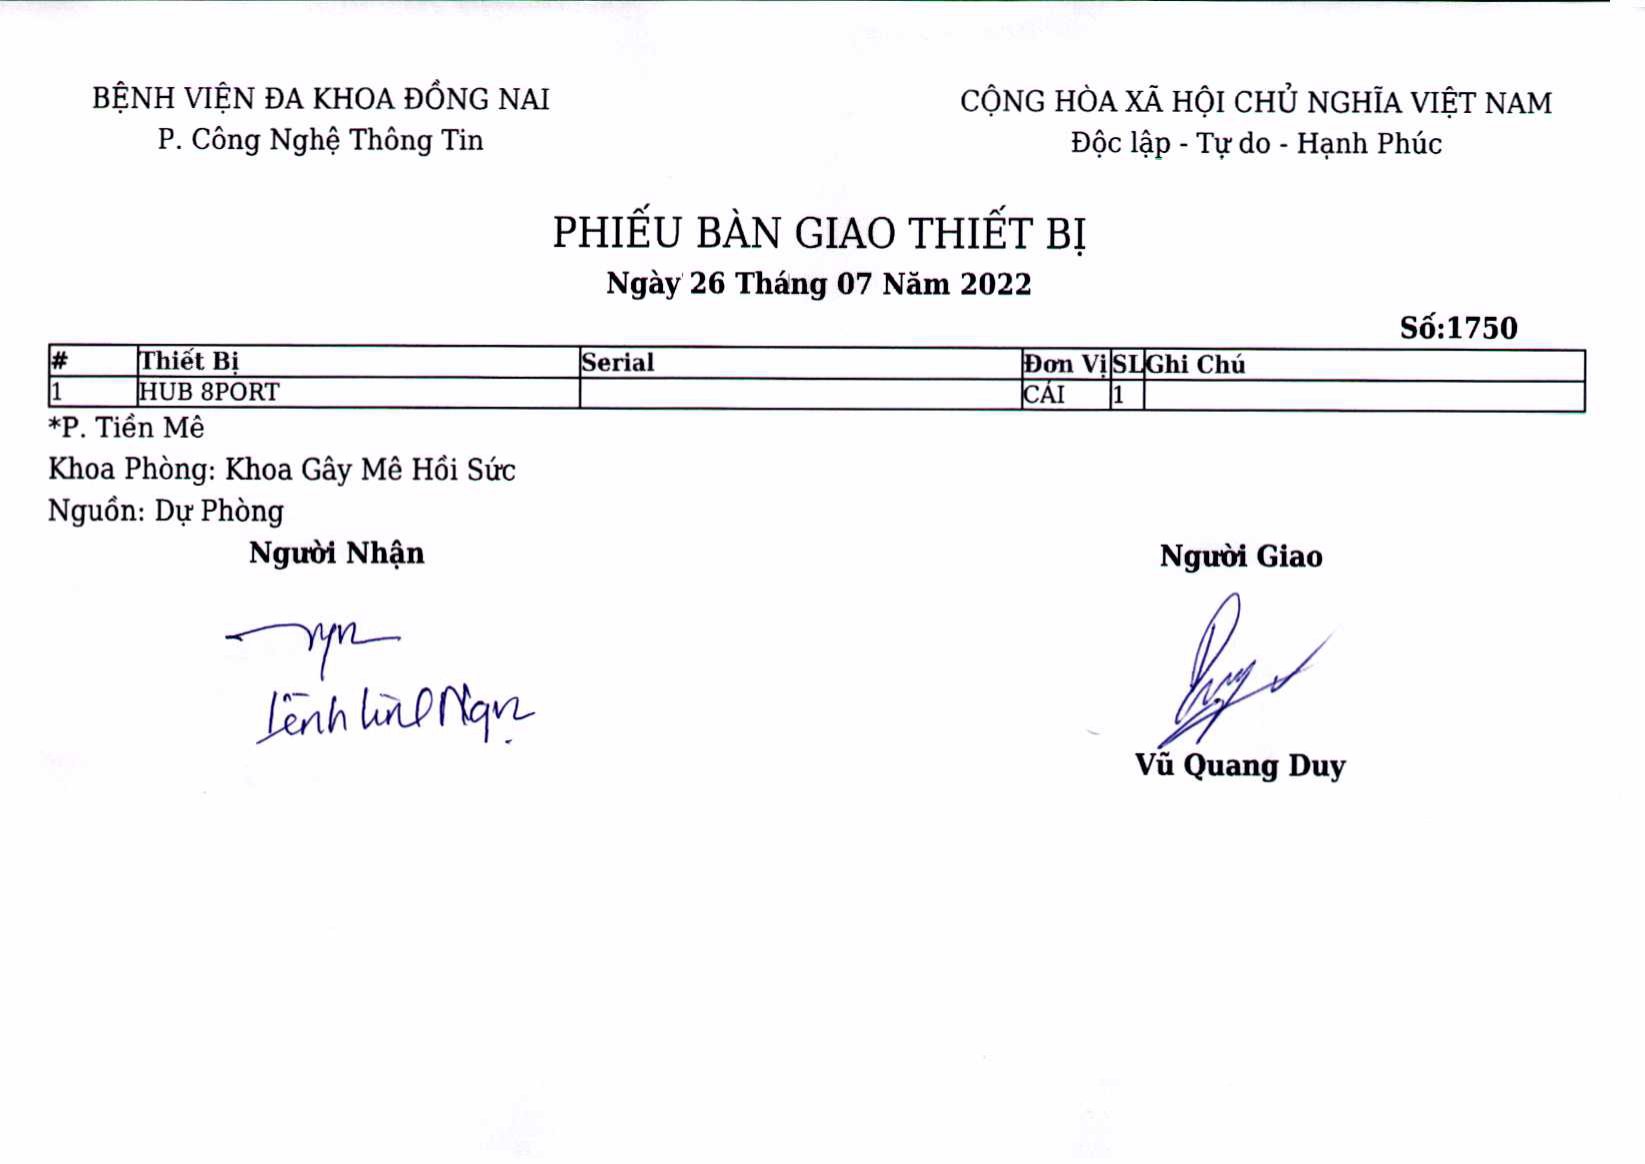 BỆNH VIỆN ĐA KHOA ĐỒNG NAI
P. Công Nghệ Thông Tin
CỘNG HÒA XÃ HỘI CHỦ NGHĨA VIỆT NAM
Độc lập - Tự do - Hạnh Phúc
PHIẾU BÀN GIAO THIẾT BỊ
Ngày 26 Tháng 07 Năm 2022
Số:1750
# Thiết Bị Serial Đơn Vị SL Ghi Chú
1 HUB 8PORT CÁI 1
*P. Tiền Mê
Khoa Phòng: Khoa Gây Mê Hồi Sức
Nguồn: Dự Phòng
Người Nhận
Người Giao
Vũ Quang Duy